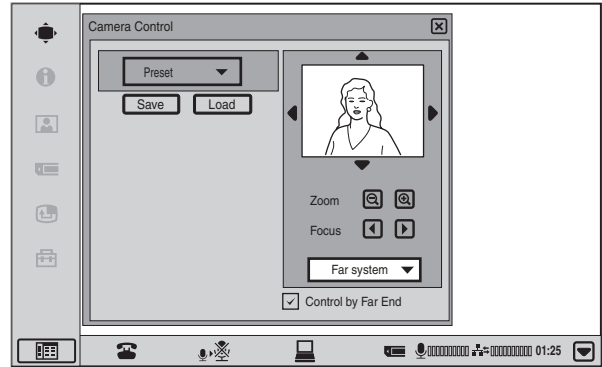 Camera Control
Preset
Save Load
Zoom
Focus
Far system
Control by Far End
01:25